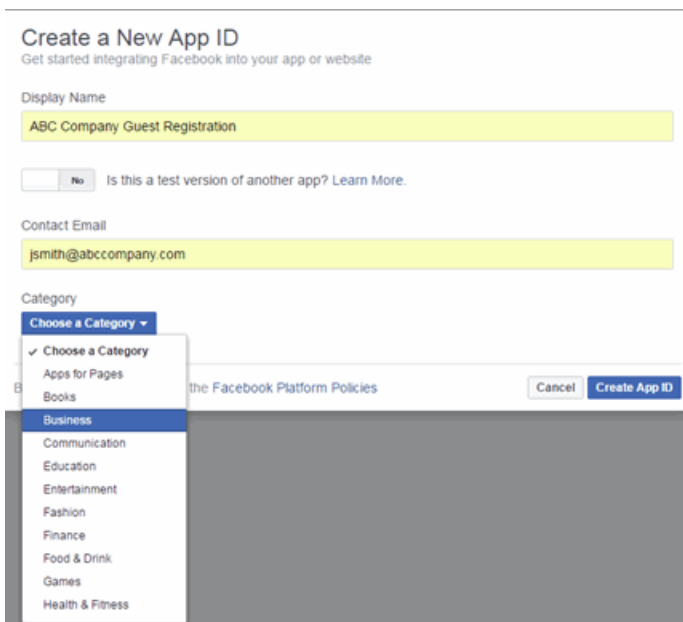 Create a New App ID
Get started integrating Facebook into your app or website
Display Name
ABC Company Guest Registration
No Is this a test version of another app? Learn More.
Contact Email
jsmith@abccompany.com
Category
Choose a Category
✓ Choose a Category
Apps for Pages
B the Facebook Platform Policies Cancel Create App ID
Books
Business
Communication
Education
Entertainment
Fashion
Finance
Food & Drink
Games
Health & Fitness